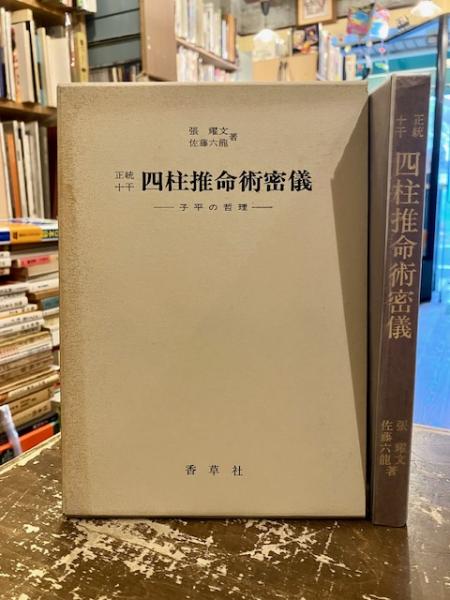 張 耀文
佐藤六龍 著
正統
十干 四柱推命術密儀
── 子平の哲理 ──
香草社
正統
十干
四柱推命術密儀
張 耀文
佐藤六龍 著